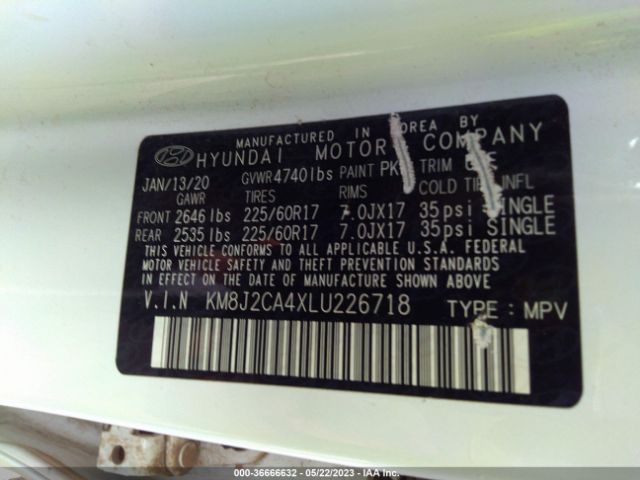 MANUFACTURED IN KOREA BY
HYUNDAI MOTOR COMPANY
JAN/13/20 GVWR 4740lbs PAINT TRIM
GAWR TIRES RIMS COLD TIRE INFL
FRONT 2646 lbs 225/60R17 7.0JX17 35psi SINGLE
REAR 2535 lbs 225/60R17 7.0JX17 35psi SINGLE
THIS VEHICLE CONFORMS TO ALL APPLICABLE U.S.A. FEDERAL
MOTOR VEHICLE SAFETY AND THEFT PREVENTION STANDARDS
IN EFFECT ON THE DATE OF MANUFACTURE SHOWN ABOVE.
V.I.N KM8J2CA4XLU226718 TYPE: MPV
000-36666632 - 05/22/2023 - IAA Inc.